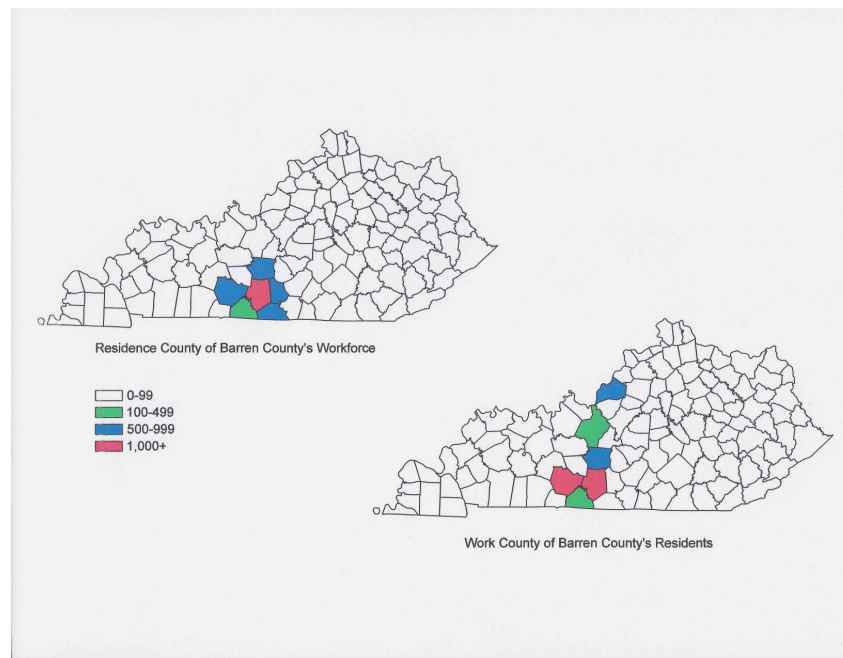 Residence County of Barren County's Workforce
0-99
100-499
500-999
1,000+
Work County of Barren County's Residents